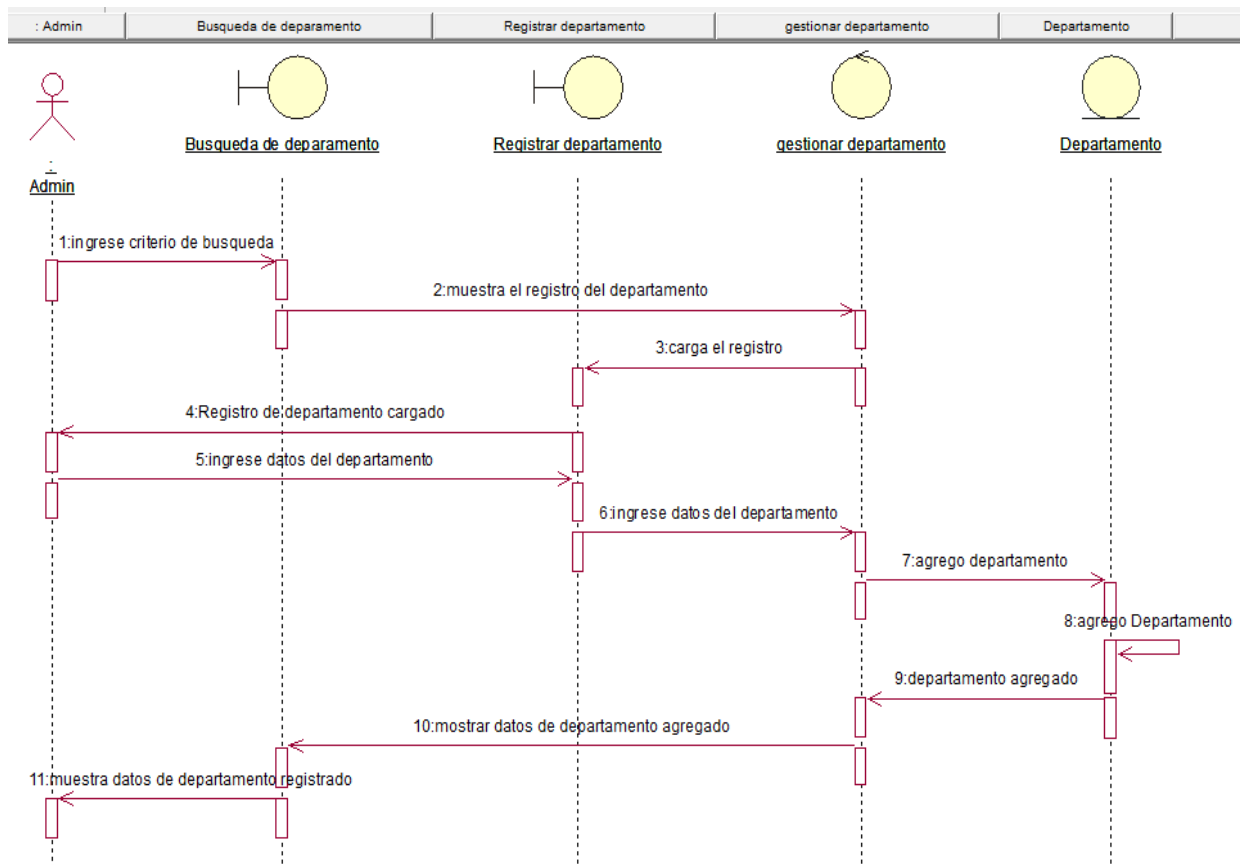 : Admin
Busqueda de deparamento
Registrar departamento
gestionar departamento
Departamento
Busqueda de deparamento
Registrar departamento
gestionar departamento
Departamento
:
Admin
1:ingrese criterio de busqueda
2:muestra el registro del departamento
3:carga el registro
4:Registro de departamento cargado
5:ingrese datos del departamento
6:ingrese datos del departamento
7:agrego departamento
8:agrego Departamento
9:departamento agregado
10:mostrar datos de departamento agregado
11:muestra datos de departamento registrado